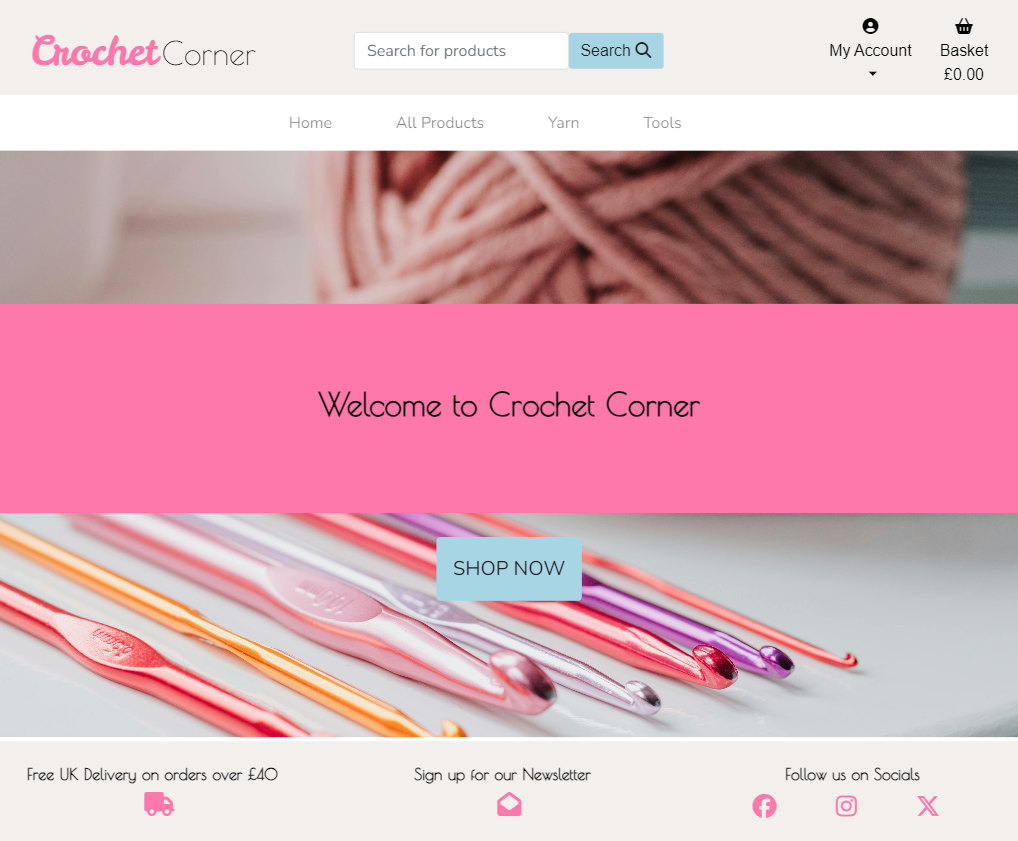 Crochet Corner
Search for products
Search
My Account
Basket
£0.00
Home
All Products
Yarn
Tools
Welcome to Crochet Corner
SHOP NOW
Free UK Delivery on orders over £40
Sign up for our Newsletter
Follow us on Socials